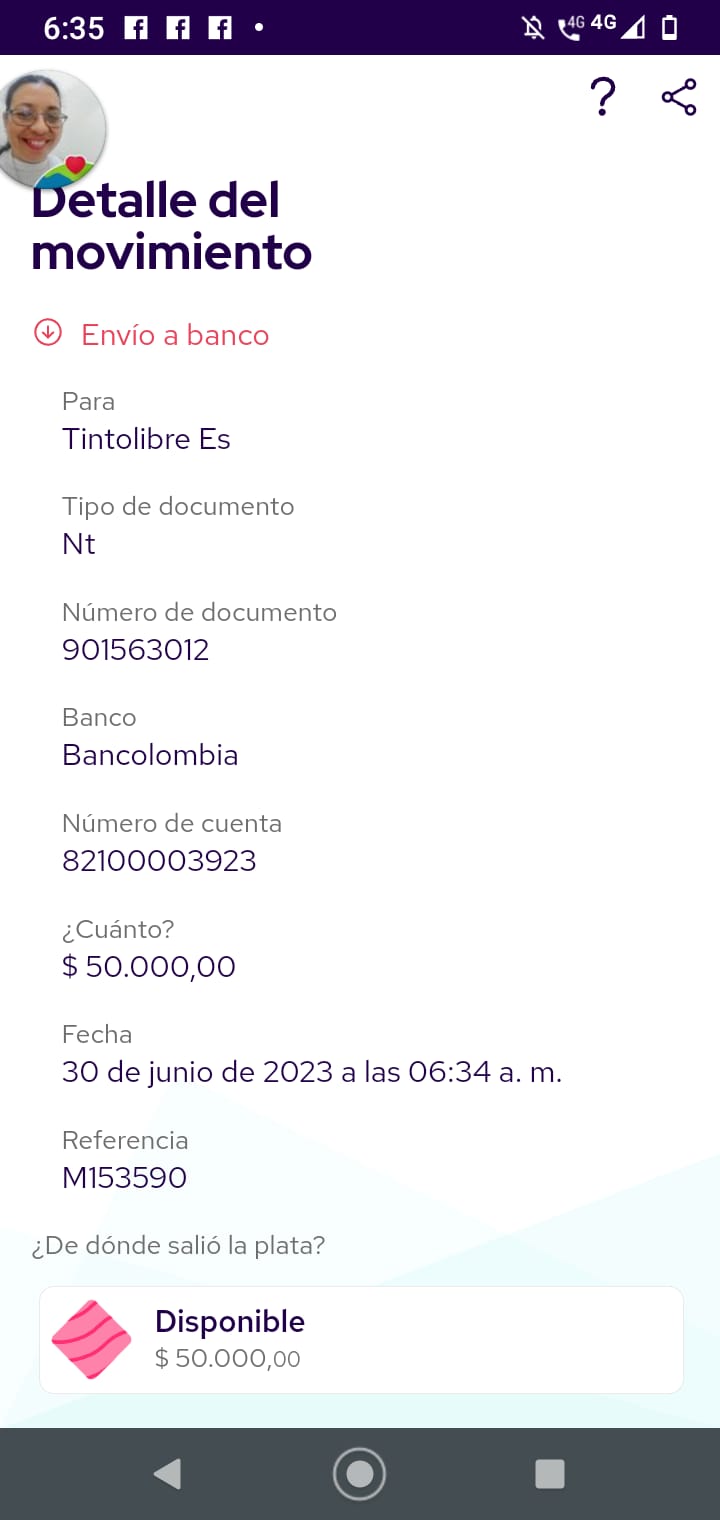 6:35
4G 4G
?
Detalle del
movimiento
Envío a banco
Para
Tintolibre Es
Tipo de documento
Nt
Número de documento
901563012
Banco
Bancolombia
Número de cuenta
82100003923
¿Cuánto?
$ 50.000,00
Fecha
30 de junio de 2023 a las 06:34 a. m.
Referencia
M153590
¿De dónde salió la plata?
Disponible
$ 50.000,00